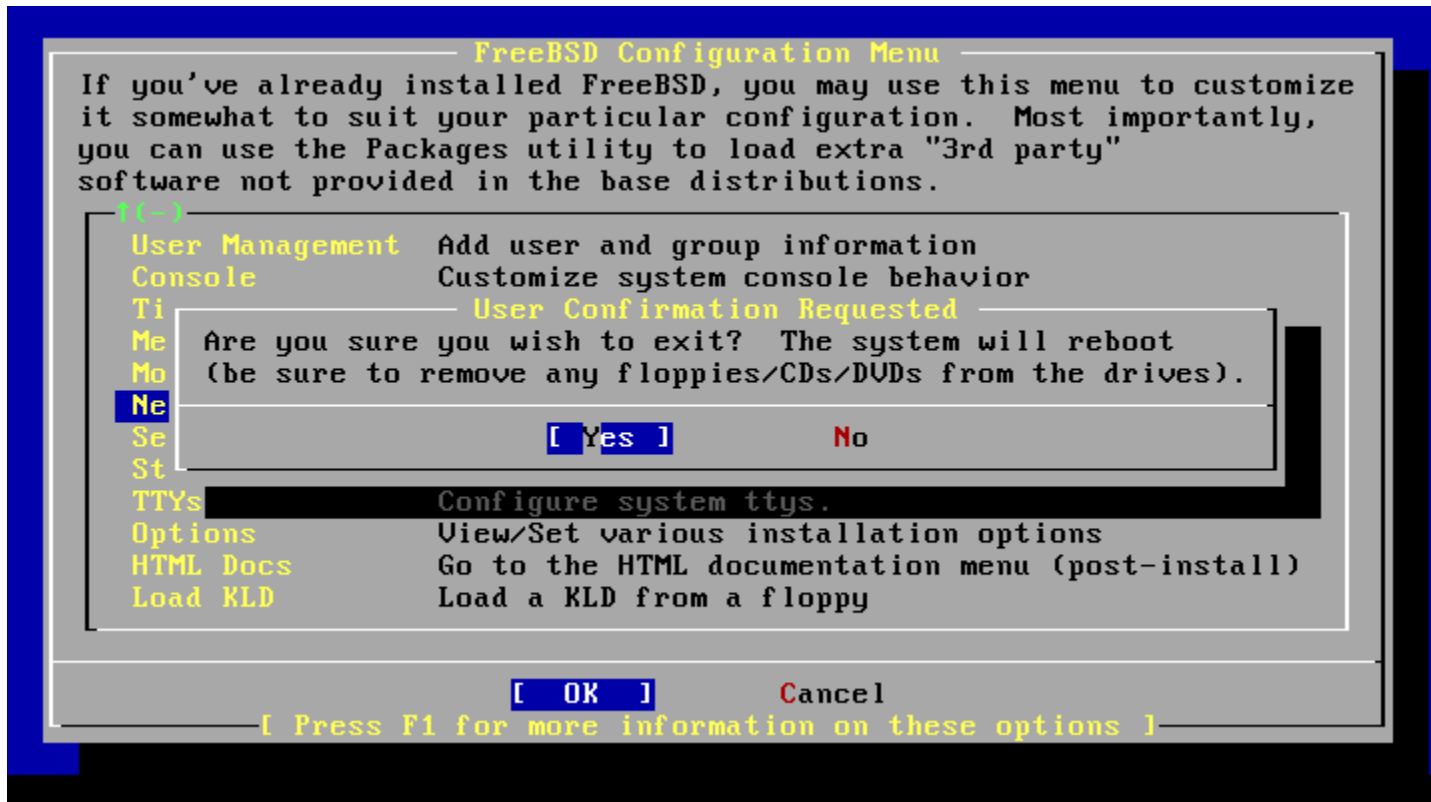 FreeBSD Configuration Menu
If you've already installed FreeBSD, you may use this menu to customize
it somewhat to suit your particular configuration.  Most importantly,
you can use the Packages utility to load extra "3rd party"
software not provided in the base distributions.
↑(-)
User Management  Add user and group information
Console  Customize system console behavior
Ti
User Confirmation Requested
Me
Are you sure you wish to exit?  The system will reboot
Mo
(be sure to remove any floppies/CDs/DVDs from the drives).
Ne
Se
[ Yes ]  No
St
TTYs  Configure system ttys.
Options  View/Set various installation options
HTML Docs  Go to the HTML documentation menu (post-install)
Load KLD  Load a KLD from a floppy
[  OK  ]  Cancel
[ Press F1 for more information on these options ]